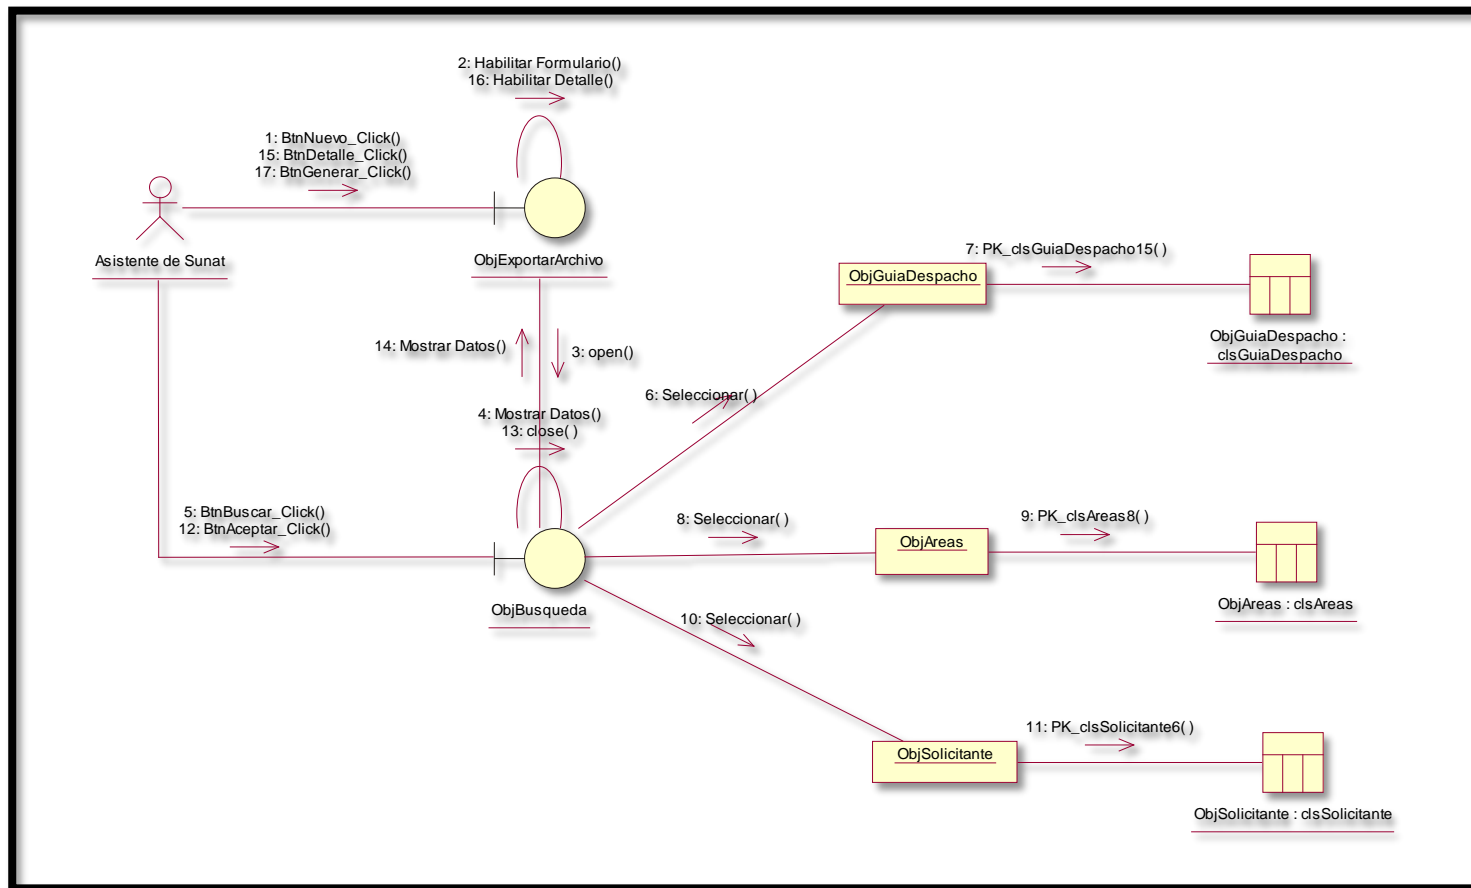 2: Habilitar Formulario()
16: Habilitar Detalle()
1: BtnNuevo_Click()
15: BtnDetalle_Click()
17: BtnGenerar_Click()
Asistente de Sunat
ObjExportarArchivo
7: PK_clsGuiaDespacho15( )
ObjGuiaDespacho
ObjGuiaDespacho :
clsGuiaDespacho
14: Mostrar Datos()
3: open()
6: Seleccionar( )
4: Mostrar Datos()
13: close( )
5: BtnBuscar_Click()
12: BtnAceptar_Click()
8: Seleccionar( )
9: PK_clsAreas8( )
ObjAreas
ObjBusqueda
ObjAreas : clsAreas
10: Seleccionar( )
11: PK_clsSolicitante6( )
ObjSolicitante
ObjSolicitante : clsSolicitante